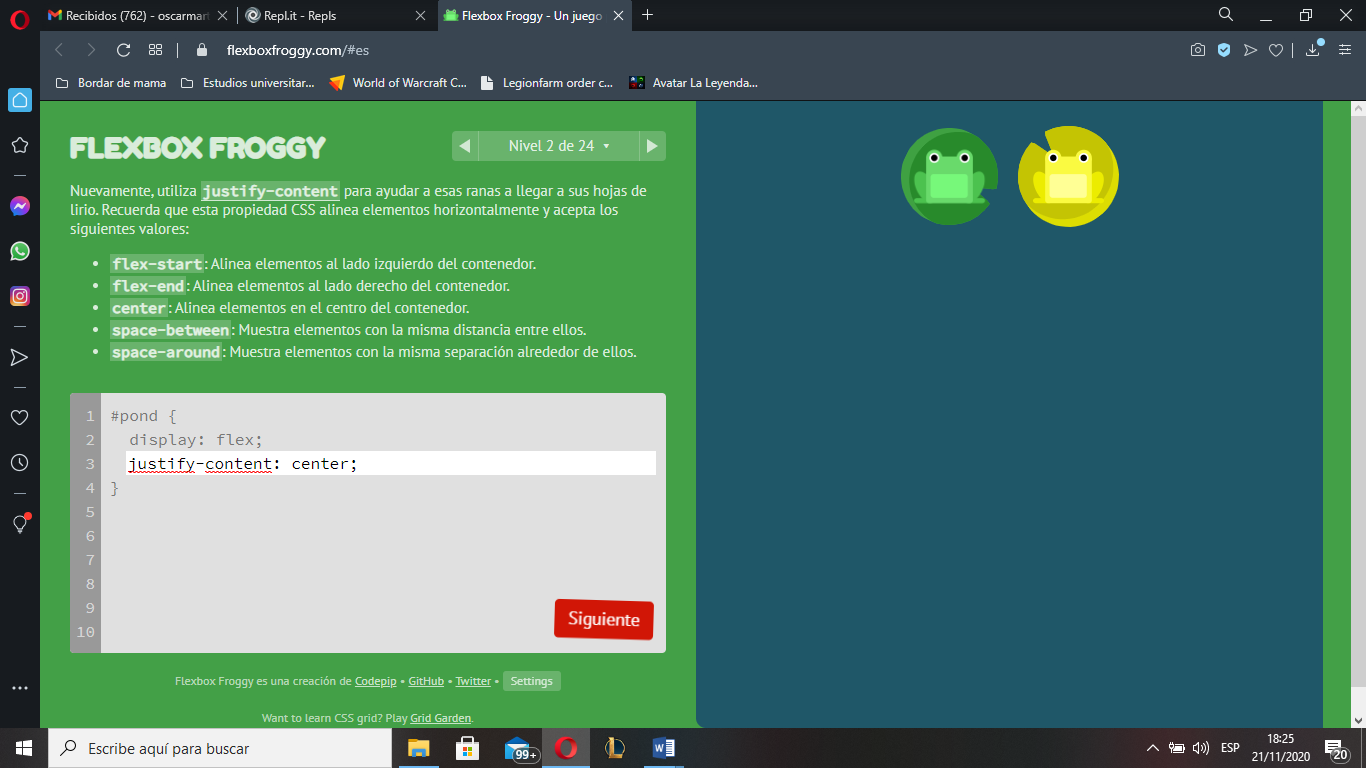 Recibidos (762) - oscarmar
Repl.it - Repls
Flexbox Froggy - Un juego
flexboxfroggy.com/#es
Bordar de mama
Estudios universitar...
World of Warcraft C...
Legionfarm order c...
Avatar La Leyenda...
FLEXBOX FROGGY
Nivel 2 de 24
Nuevamente, utiliza justify-content para ayudar a esas ranas a llegar a sus hojas de
lirio. Recuerda que esta propiedad CSS alinea elementos horizontalmente y acepta los
siguientes valores:
• flex-start: Alinea elementos al lado izquierdo del contenedor.
• flex-end: Alinea elementos al lado derecho del contenedor.
• center: Alinea elementos en el centro del contenedor.
• space-between: Muestra elementos con la misma distancia entre ellos.
• space-around: Muestra elementos con la misma separación alrededor de ellos.
1 #pond {
2 display: flex;
3 justify-content: center;
4 }
5
6
7
8
9
10
Siguiente
Flexbox Froggy es una creación de Codepip • GitHub • Twitter • Settings
Want to learn CSS grid? Play Grid Garden.
Escribe aquí para buscar
99+
W
ESP
18:25
21/11/2020
20